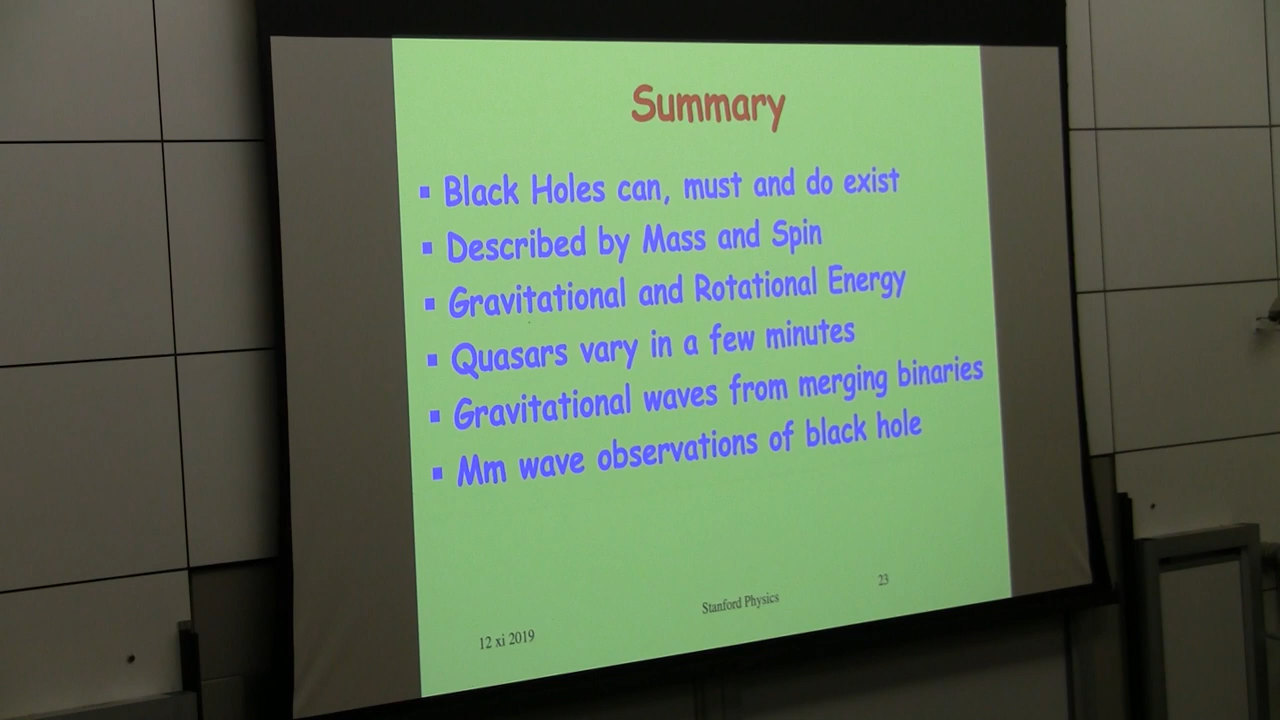 Summary
▪ Black Holes can, must and do exist
▪ Described by Mass and Spin
▪ Gravitational and Rotational Energy
▪ Quasars vary in a few minutes
▪ Gravitational waves from merging binaries
▪ Mm wave observations of black hole
12 xi 2019
Stanford Physics
23